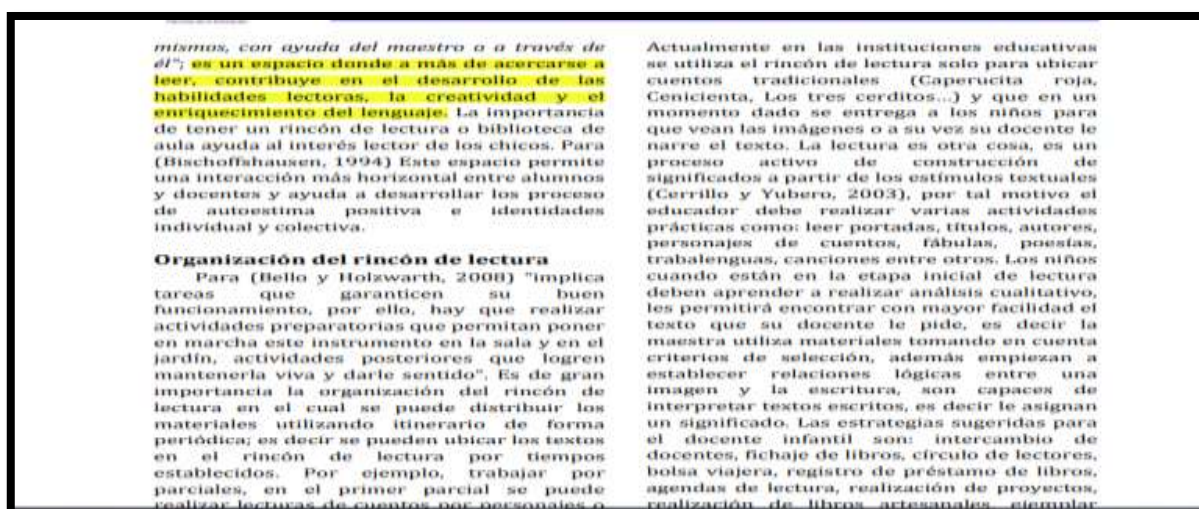 mismos, con ayuda del maestro o a través de
él"; es un espacio donde a más de acercarse a
leer, contribuye en el desarrollo de las
habilidades lectoras, la creatividad y el
enriquecimiento del lenguaje. La importancia
de tener un rincón de lectura o biblioteca de
aula ayuda al interés lector de los chicos. Para
(Bischoffshausen, 1994) Este espacio permite
una interacción más horizontal entre alumnos
y docentes y ayuda a desarrollar los proceso
de autoestima positiva e identidades
individual y colectiva.
Organización del rincón de lectura
Para (Bello y Holzwarth, 2008) "implica
tareas que garanticen su buen
funcionamiento, por ello, hay que realizar
actividades preparatorias que permitan poner
en marcha este instrumento en la sala y en el
jardín, actividades posteriores que logren
mantenerla viva y darle sentido". Es de gran
importancia la organización del rincón de
lectura en el cual se puede distribuir los
materiales utilizando itinerario de forma
periódica; es decir se pueden ubicar los textos
en el rincón de lectura por tiempos
establecidos. Por ejemplo, trabajar por
parciales, en el primer parcial se puede
realizar lecturas de cuentos por personajes o
Actualmente en las instituciones educativas
se utiliza el rincón de lectura solo para ubicar
cuentos tradicionales (Caperucita roja,
Cenicienta, Los tres cerditos...) y que en un
momento dado se entrega a los niños para
que vean las imágenes o a su vez su docente le
narre el texto. La lectura es otra cosa, es un
proceso activo de construcción de
significados a partir de los estímulos textuales
(Cerrillo y Yubero, 2003), por tal motivo el
educador debe realizar varias actividades
prácticas como: leer portadas, títulos, autores,
personajes de cuentos, fábulas, poesías,
trabalenguas, canciones entre otros. Los niños
cuando están en la etapa inicial de lectura
deben aprender a realizar análisis cualitativo,
les permitirá encontrar con mayor facilidad el
texto que su docente le pide, es decir la
maestra utiliza materiales tomando en cuenta
criterios de selección, además empiezan a
establecer relaciones lógicas entre una
imagen y la escritura, son capaces de
interpretar textos escritos, es decir le asignan
un significado. Las estrategias sugeridas para
el docente infantil son: intercambio de
docentes, fichaje de libros, círculo de lectores,
bolsa viajera, registro de préstamo de libros,
agendas de lectura, realización de proyectos,
realización de libros artesanales, ejemplar